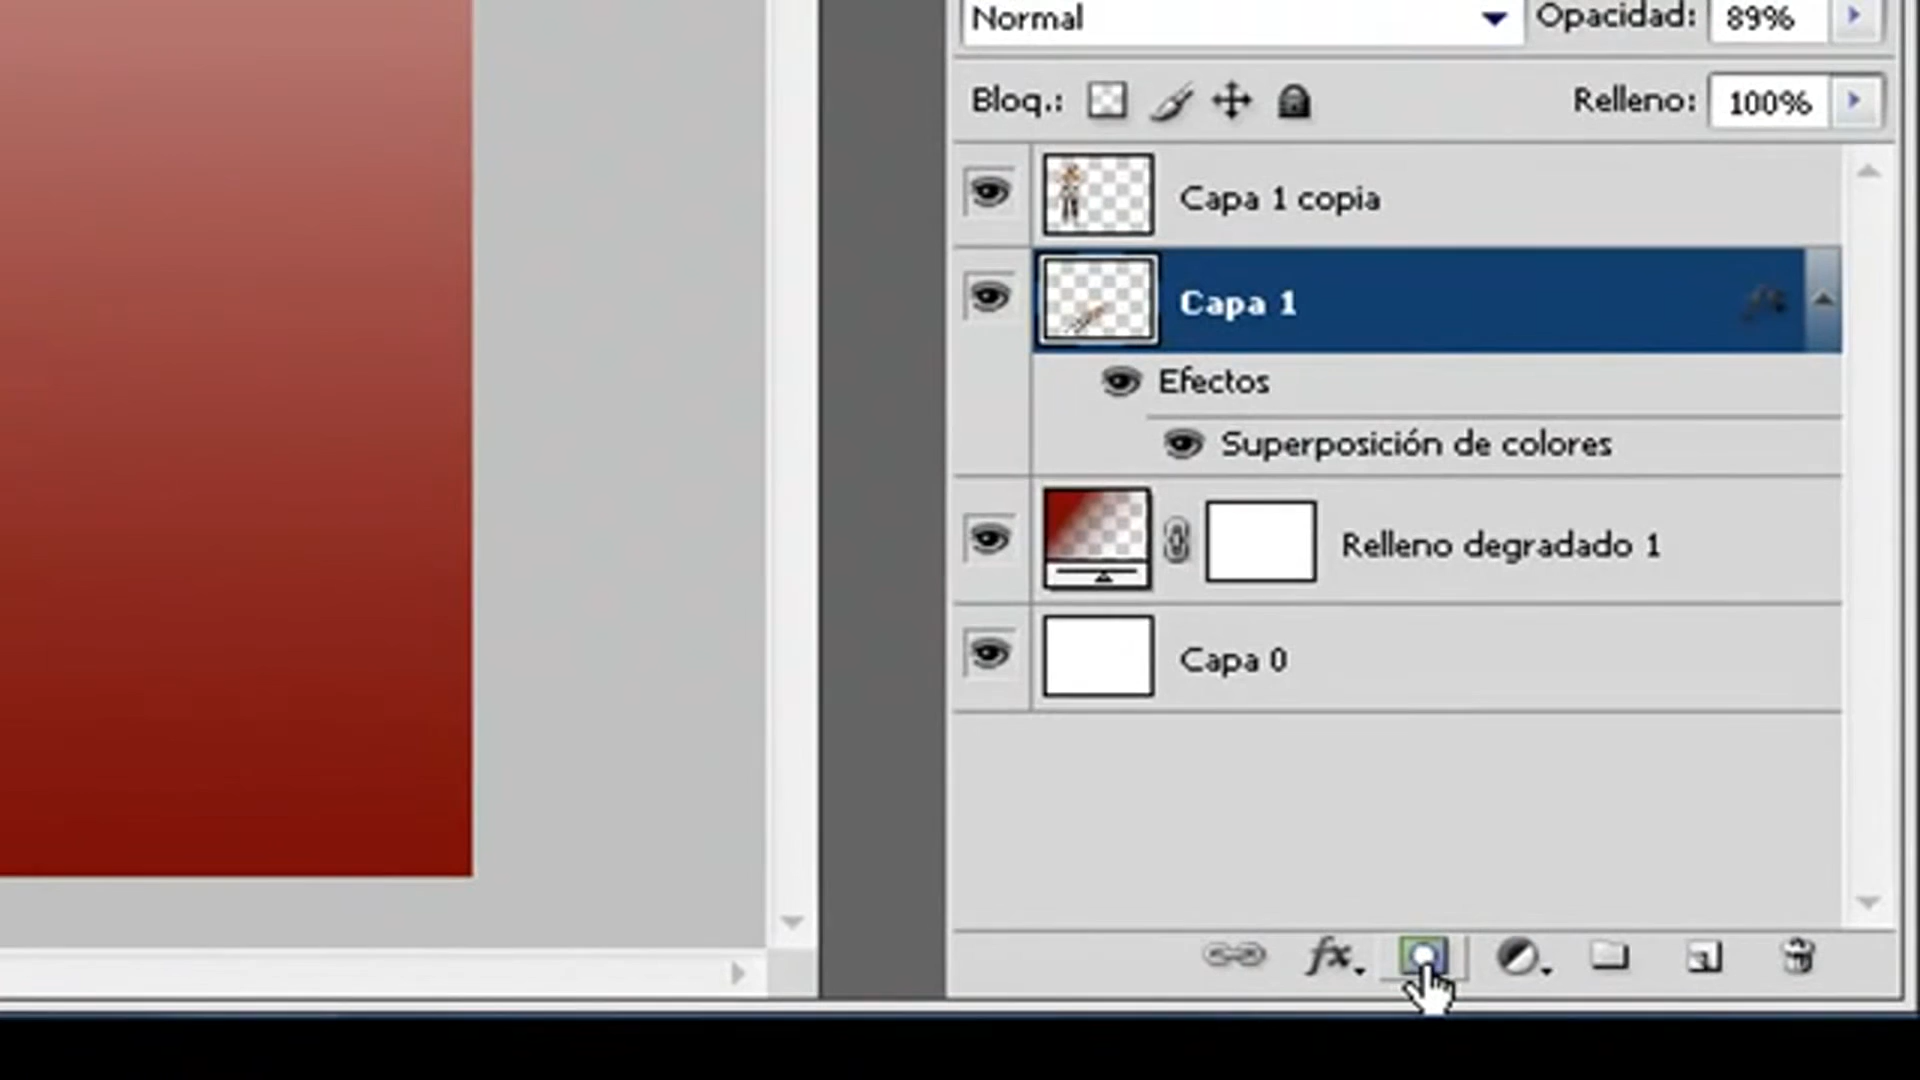 Normal Opacidad: 89%
Bloq.: Relleno: 100%
Capa 1 copia
Capa 1
Efectos
Superposición de colores
Relleno degradado 1
Capa 0
fx.